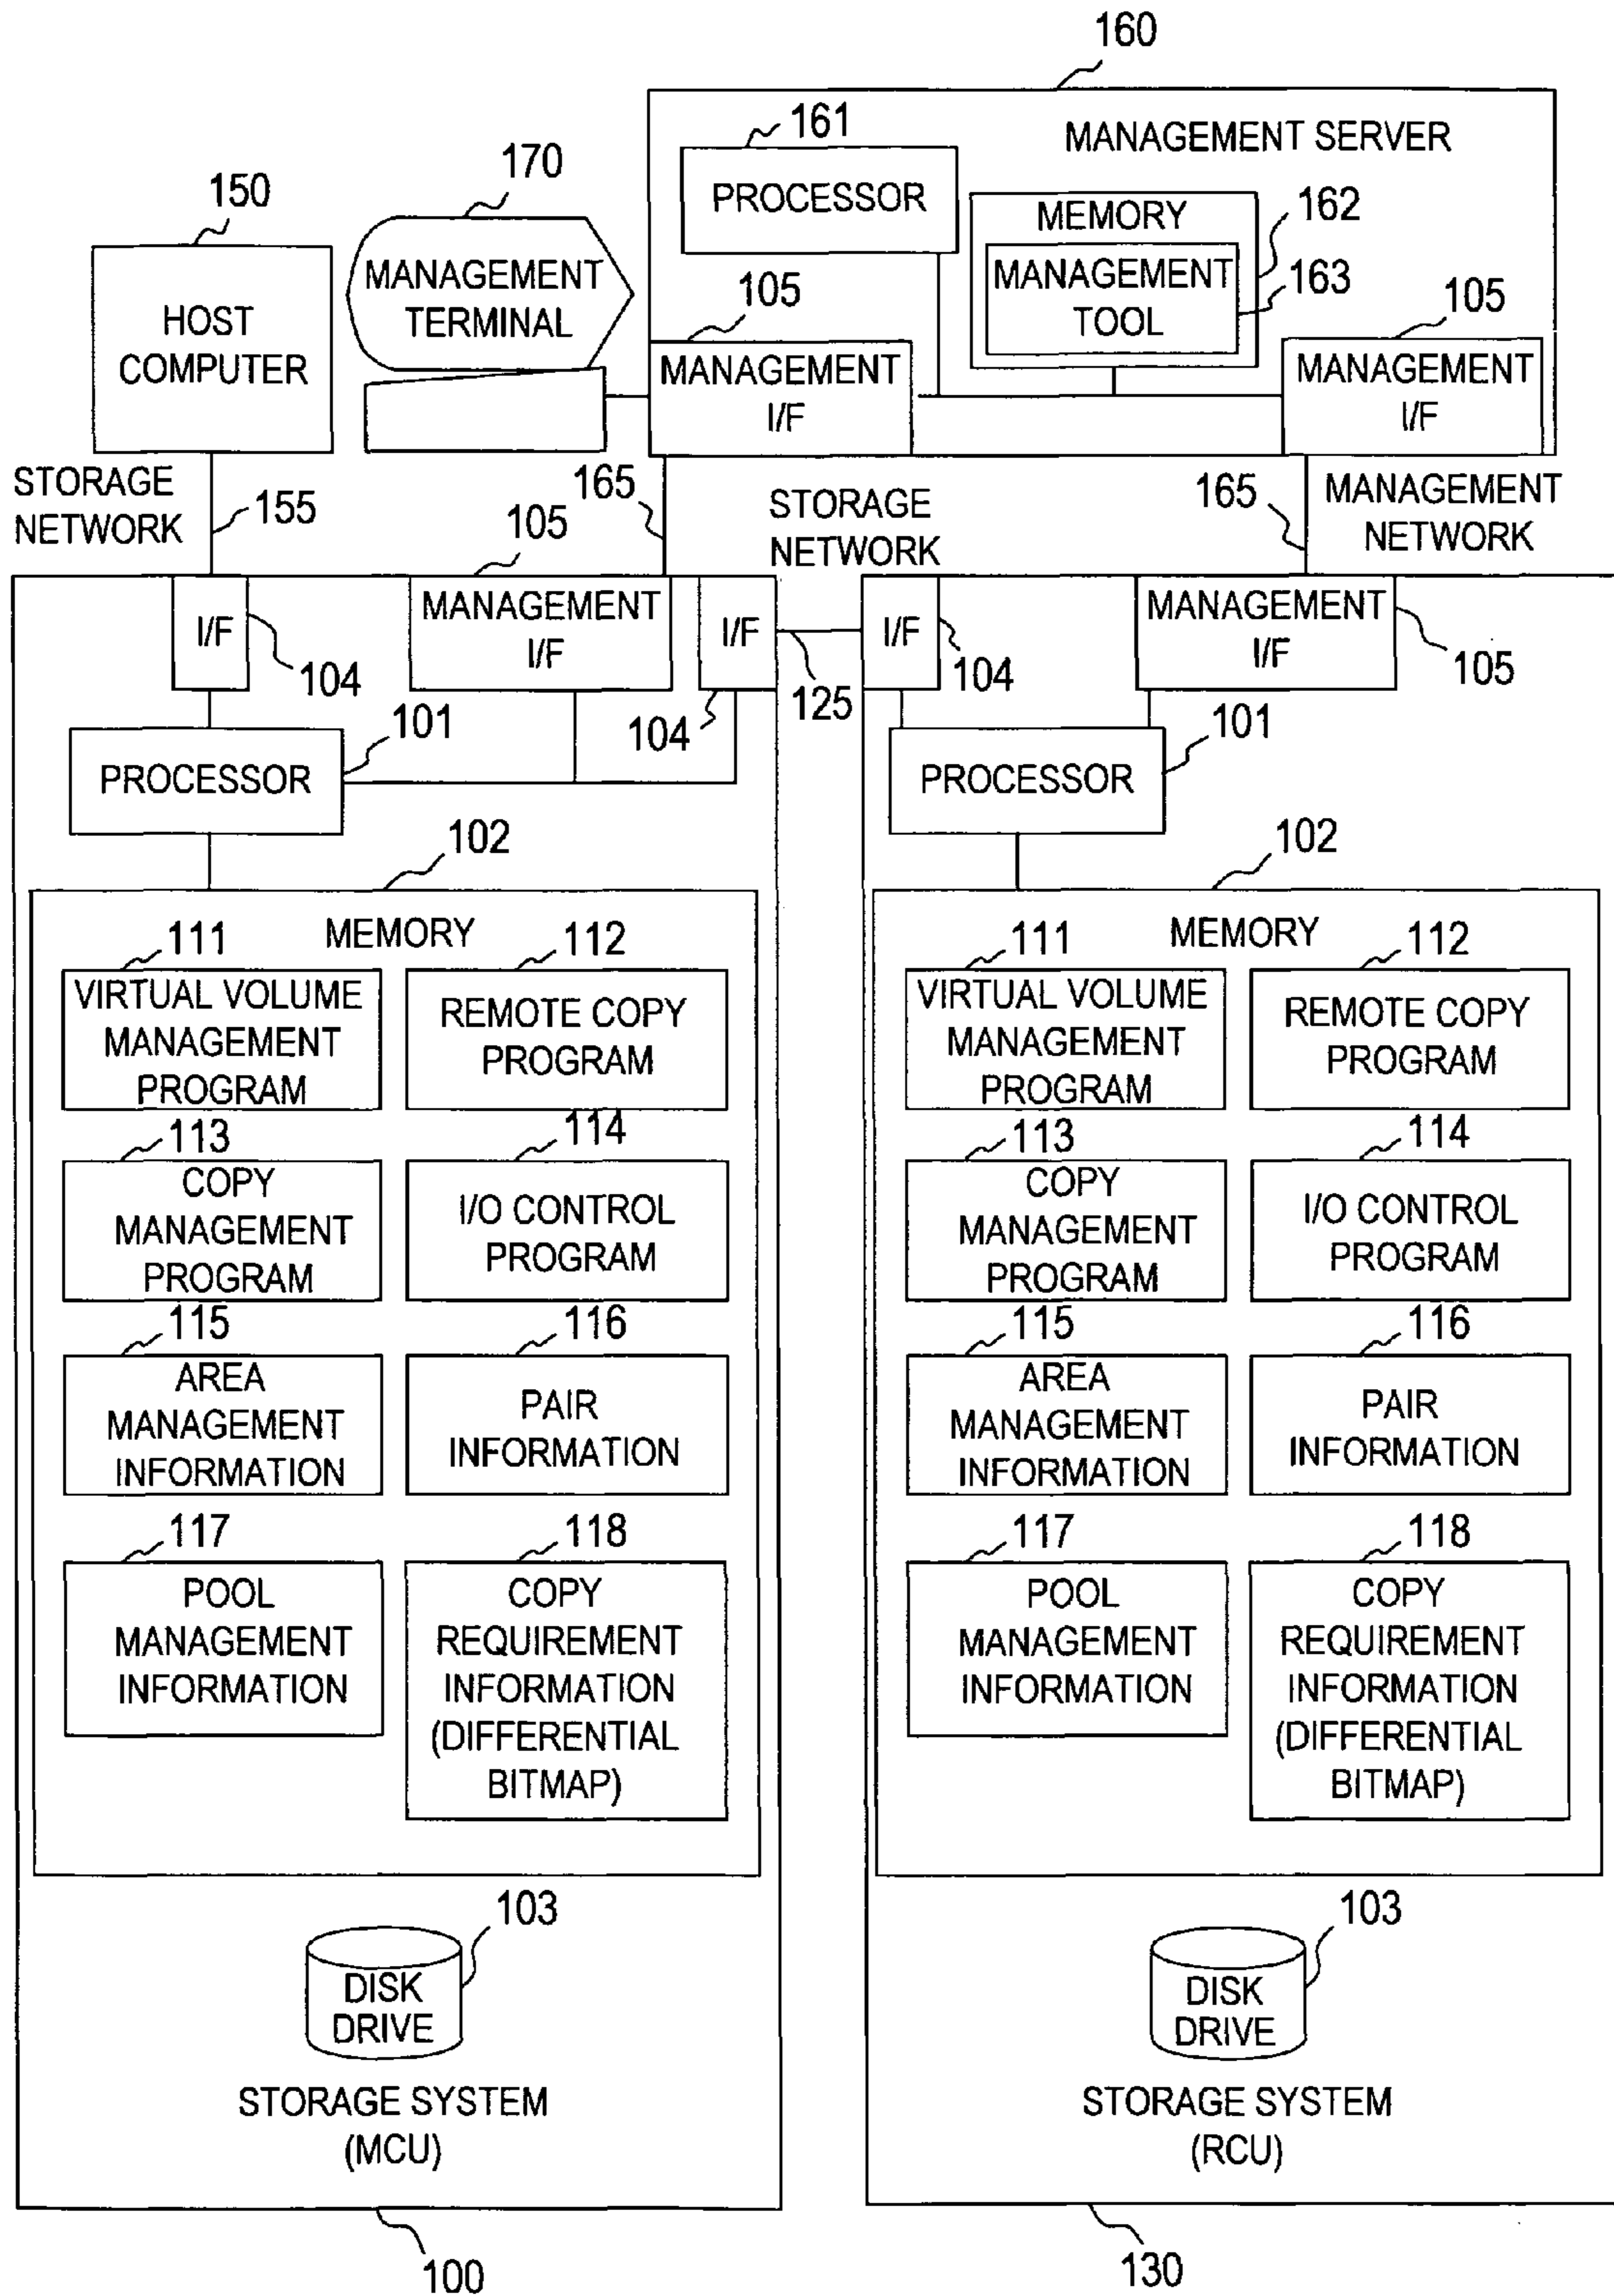 160
MANAGEMENT SERVER
161
PROCESSOR
MEMORY
162
MANAGEMENT
TOOL
163
105
MANAGEMENT
I/F
105
MANAGEMENT
I/F
170
MANAGEMENT
TERMINAL
150
HOST
COMPUTER
STORAGE
NETWORK
155
165
STORAGE
NETWORK
165
MANAGEMENT
NETWORK
105
I/F
104
MANAGEMENT
I/F
I/F
104
125
I/F
104
MANAGEMENT
I/F
105
101
PROCESSOR
101
PROCESSOR
102
MEMORY
111
VIRTUAL VOLUME
MANAGEMENT
PROGRAM
112
REMOTE COPY
PROGRAM
113
COPY
MANAGEMENT
PROGRAM
114
I/O CONTROL
PROGRAM
115
AREA
MANAGEMENT
INFORMATION
116
PAIR
INFORMATION
117
POOL
MANAGEMENT
INFORMATION
118
COPY
REQUIREMENT
INFORMATION
(DIFFERENTIAL
BITMAP)
103
DISK
DRIVE
STORAGE SYSTEM
(MCU)
100
102
MEMORY
111
VIRTUAL VOLUME
MANAGEMENT
PROGRAM
112
REMOTE COPY
PROGRAM
113
COPY
MANAGEMENT
PROGRAM
114
I/O CONTROL
PROGRAM
115
AREA
MANAGEMENT
INFORMATION
116
PAIR
INFORMATION
117
POOL
MANAGEMENT
INFORMATION
118
COPY
REQUIREMENT
INFORMATION
(DIFFERENTIAL
BITMAP)
103
DISK
DRIVE
STORAGE SYSTEM
(RCU)
130